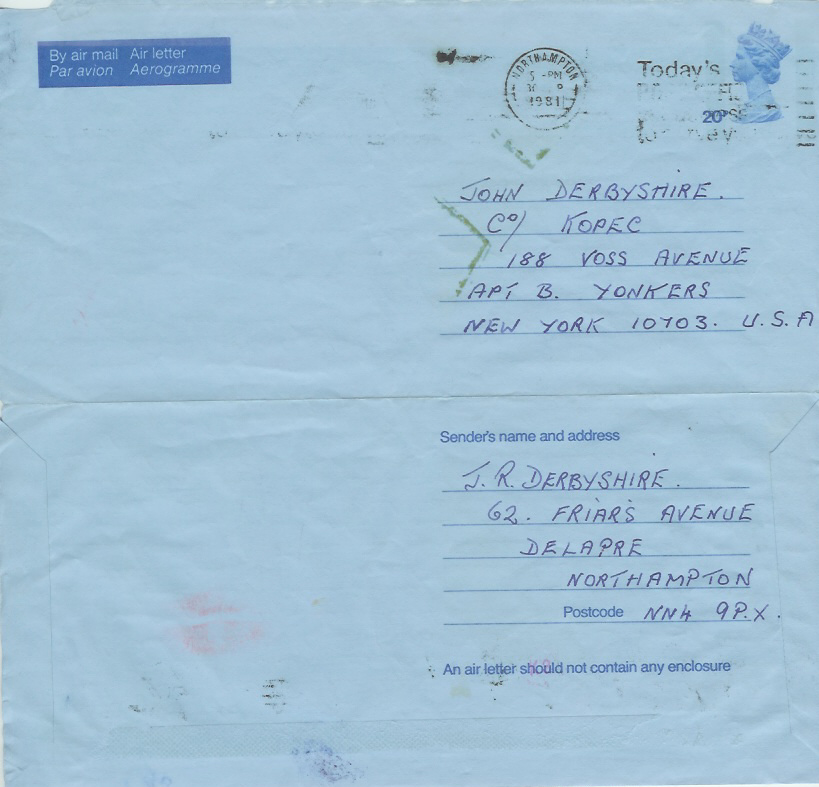 By air mail Air letter
Par avion Aerogramme
NORTHAMPTON
5 - PM
1981
Today's
20P
JOHN DERBYSHIRE.
C/o KOPEC
188 VOSS AVENUE
APT B. YONKERS
NEW YORK 10703. U.S.A
Sender's name and address
J. R. DERBYSHIRE.
62. FRIARS AVENUE
DELAPRE
NORTHAMPTON
Postcode NN4 9P.X.
An air letter should not contain any enclosure